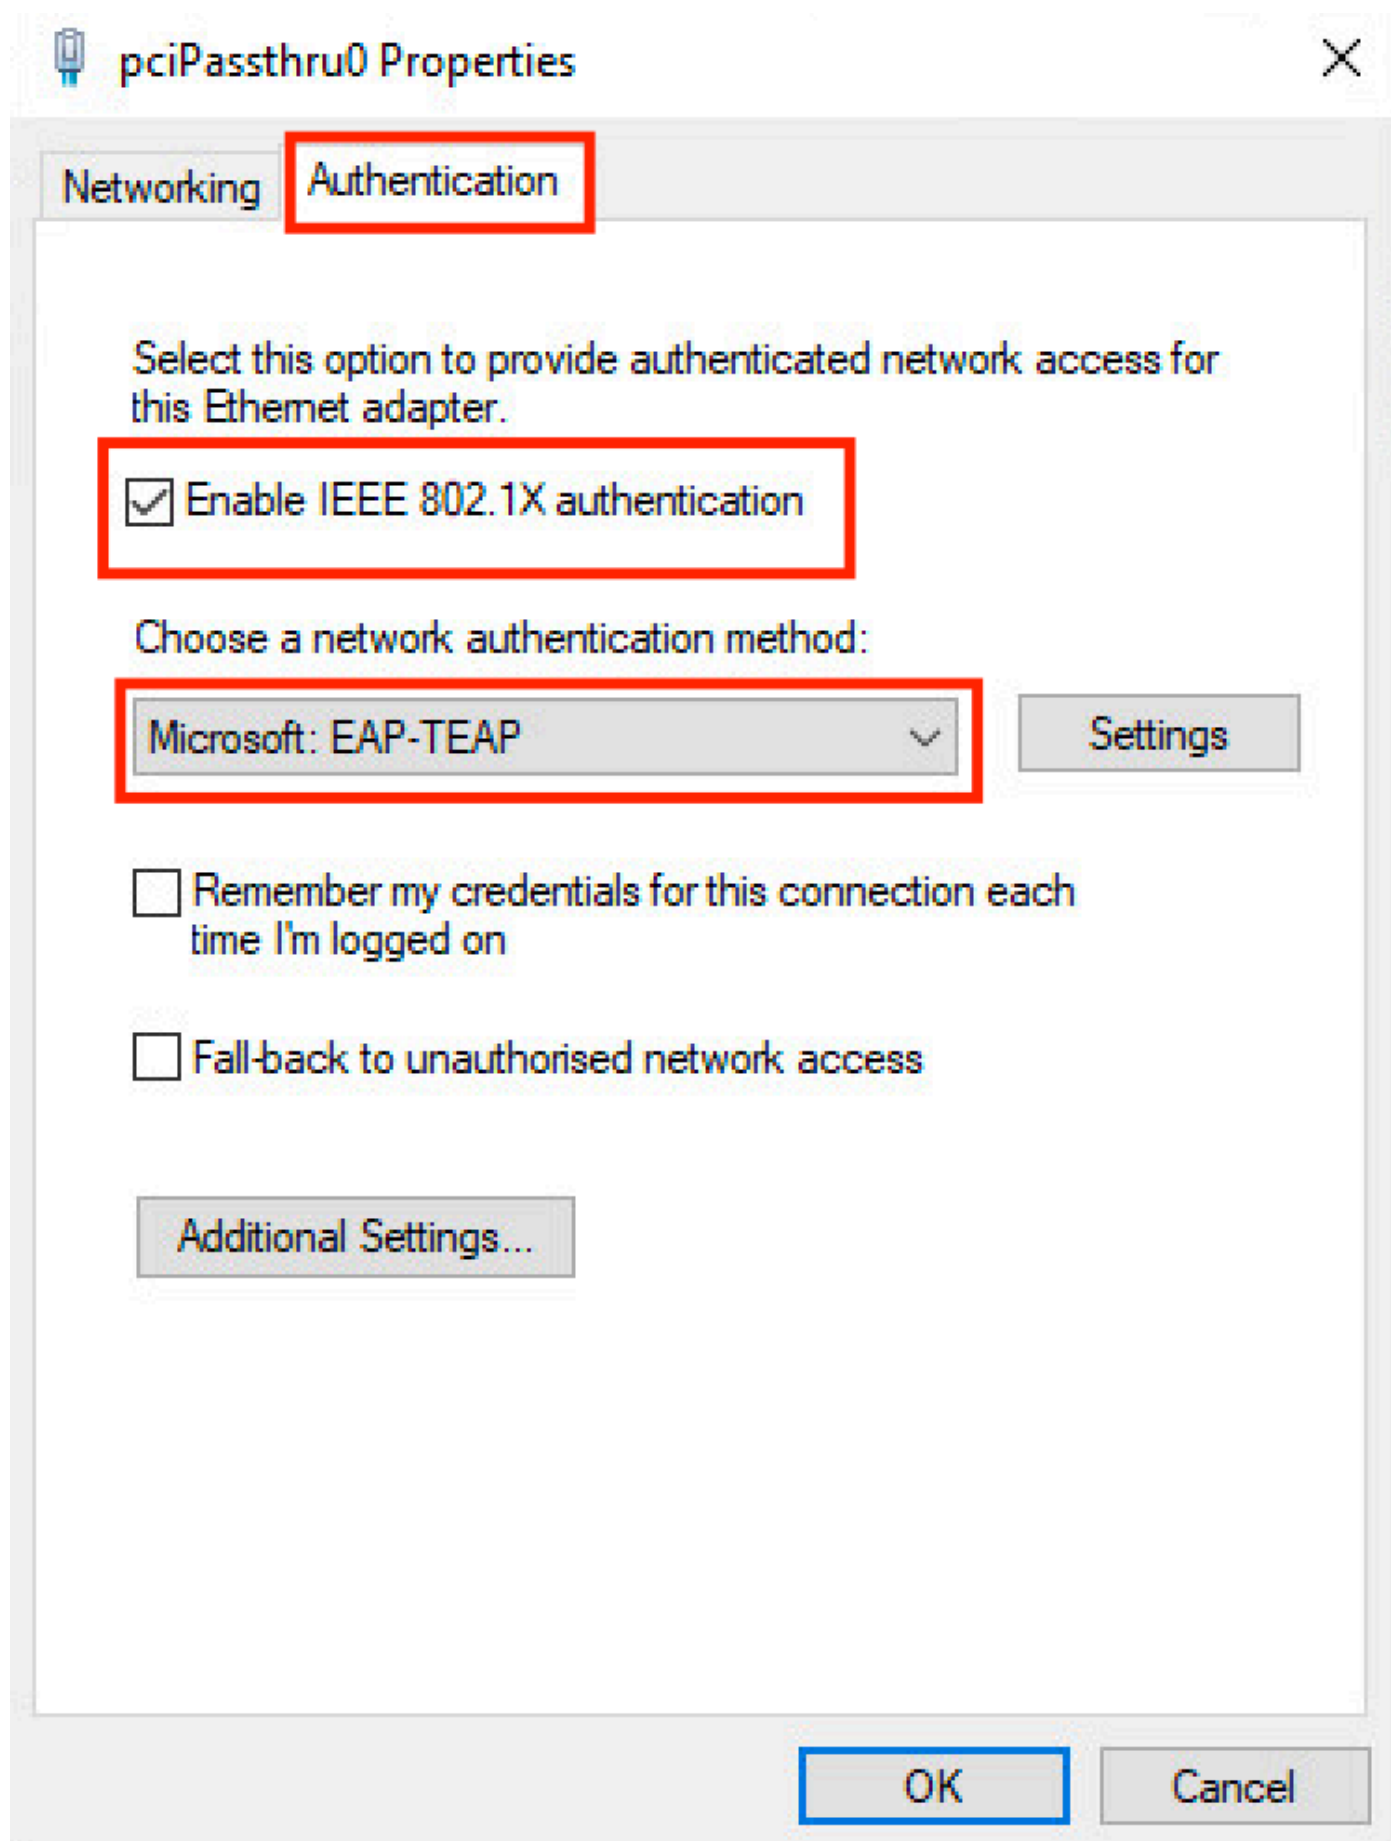 pciPassthru0 Properties
Networking
Authentication
Select this option to provide authenticated network access for
this Ethernet adapter.
Enable IEEE 802.1X authentication
Choose a network authentication method:
Microsoft: EAP-TEAP
Settings
Remember my credentials for this connection each
time I'm logged on
Fall-back to unauthorised network access
Additional Settings...
OK
Cancel